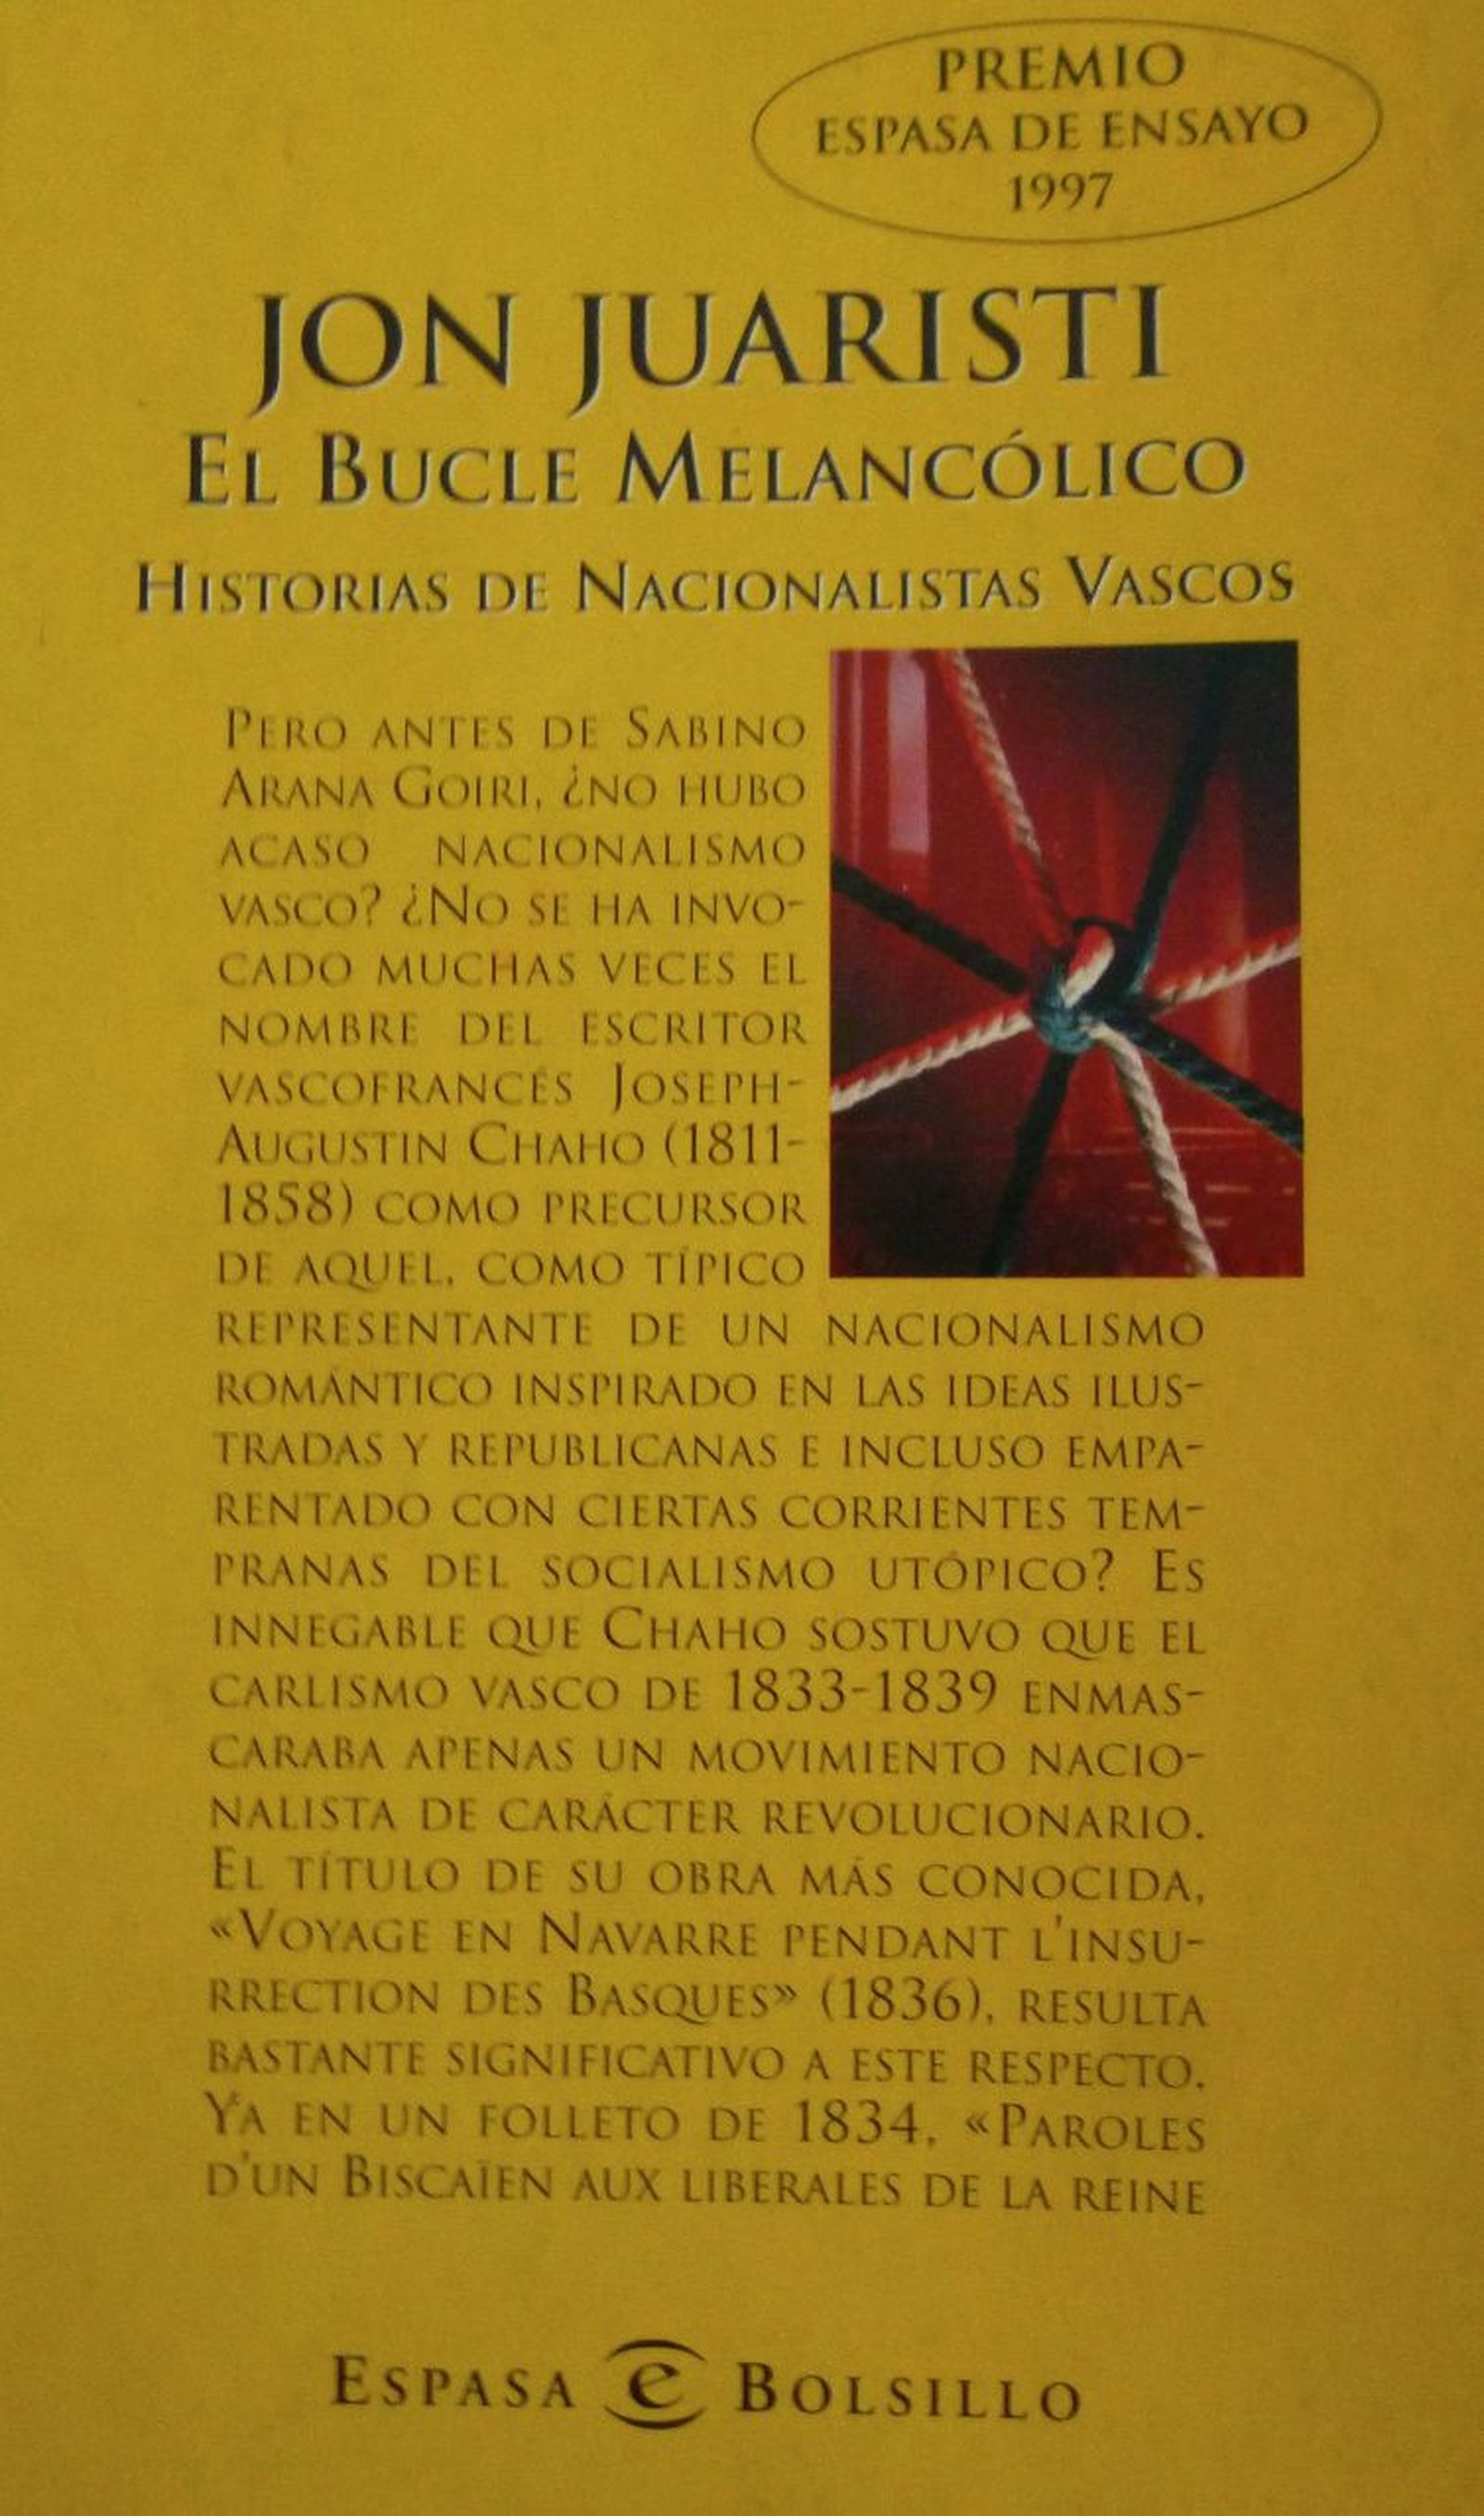 PREMIO
ESPASA DE ENSAYO
1997
JON JUARISTI
EL BUCLE MELANCÓLICO
HISTORIAS DE NACIONALISTAS VASCOS
PERO ANTES DE SABINO
ARANA GOIRI, ¿NO HUBO
ACASO NACIONALISMO
VASCO? ¿NO SE HA INVO-
CADO MUCHAS VECES EL
NOMBRE DEL ESCRITOR
VASCOFRANCÉS JOSEPH-
AUGUSTIN CHAHO (1811-
1858) COMO PRECURSOR
DE AQUEL, COMO TÍPICO
REPRESENTANTE DE UN NACIONALISMO
ROMÁNTICO INSPIRADO EN LAS IDEAS ILUS-
TRADAS Y REPUBLICANAS E INCLUSO EMPA-
RENTADO CON CIERTAS CORRIENTES TEM-
PRANAS DEL SOCIALISMO UTÓPICO? ES
INNEGABLE QUE CHAHO SOSTUVO QUE EL
CARLISMO VASCO DE 1833-1839 ENMAS-
CARABA APENAS UN MOVIMIENTO NACIO-
NALISTA DE CARÁCTER REVOLUCIONARIO.
EL TÍTULO DE SU OBRA MÁS CONOCIDA,
«VOYAGE EN NAVARRE PENDANT L'INSU-
RRECTION DES BASQUES» (1836), RESULTA
BASTANTE SIGNIFICATIVO A ESTE RESPECTO.
YA EN UN FOLLETO DE 1834, «PAROLES
D'UN BISCAÏEN AUX LIBERALES DE LA REINE
ESPASA e BOLSILLO